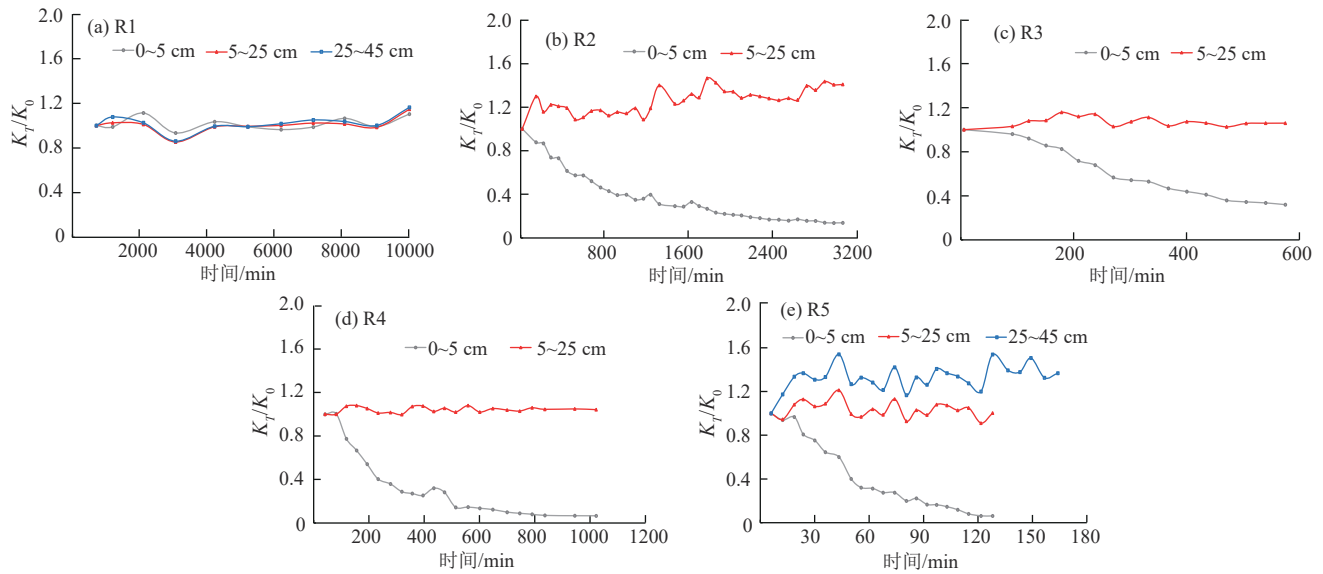 (a) R1
0~5 cm 5~25 cm 25~45 cm
2.0
1.6
1.2
0.8
0.4
0
K_T/K_0
2000 4000 6000 8000 10000
时间/min
(b) R2
0~5 cm 5~25 cm
2.0
1.6
1.2
0.8
0.4
0
K_T/K_0
800 1600 2400 3200
时间/min
(c) R3
0~5 cm 5~25 cm
2.0
1.6
1.2
0.8
0.4
0
K_T/K_0
200 400 600
时间/min
(d) R4
0~5 cm 5~25 cm
2.0
1.6
1.2
0.8
0.4
0
K_T/K_0
200 400 600 800 1000 1200
时间/min
(e) R5
0~5 cm 5~25 cm 25~45 cm
2.0
1.6
1.2
0.8
0.4
0
K_T/K_0
30 60 90 120 150 180
时间/min